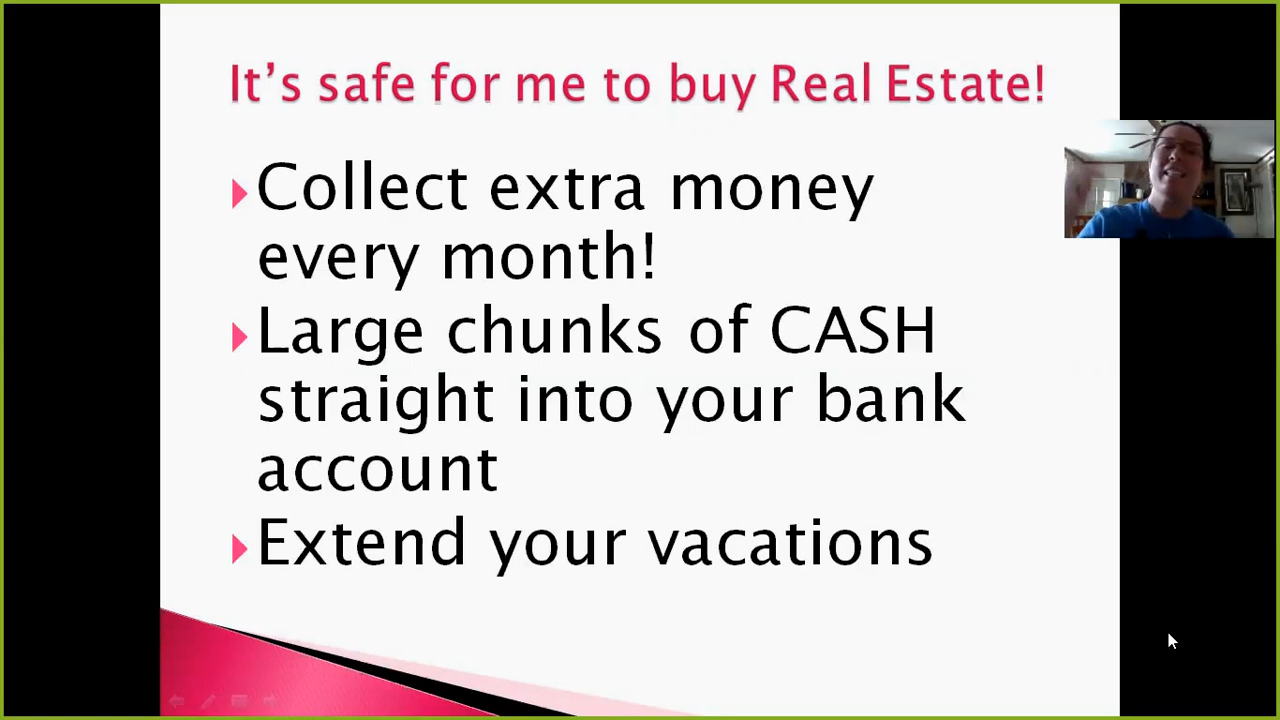 It's safe for me to buy Real Estate!
Collect extra money
every month!
Large chunks of CASH
straight into your bank
account
Extend your vacations